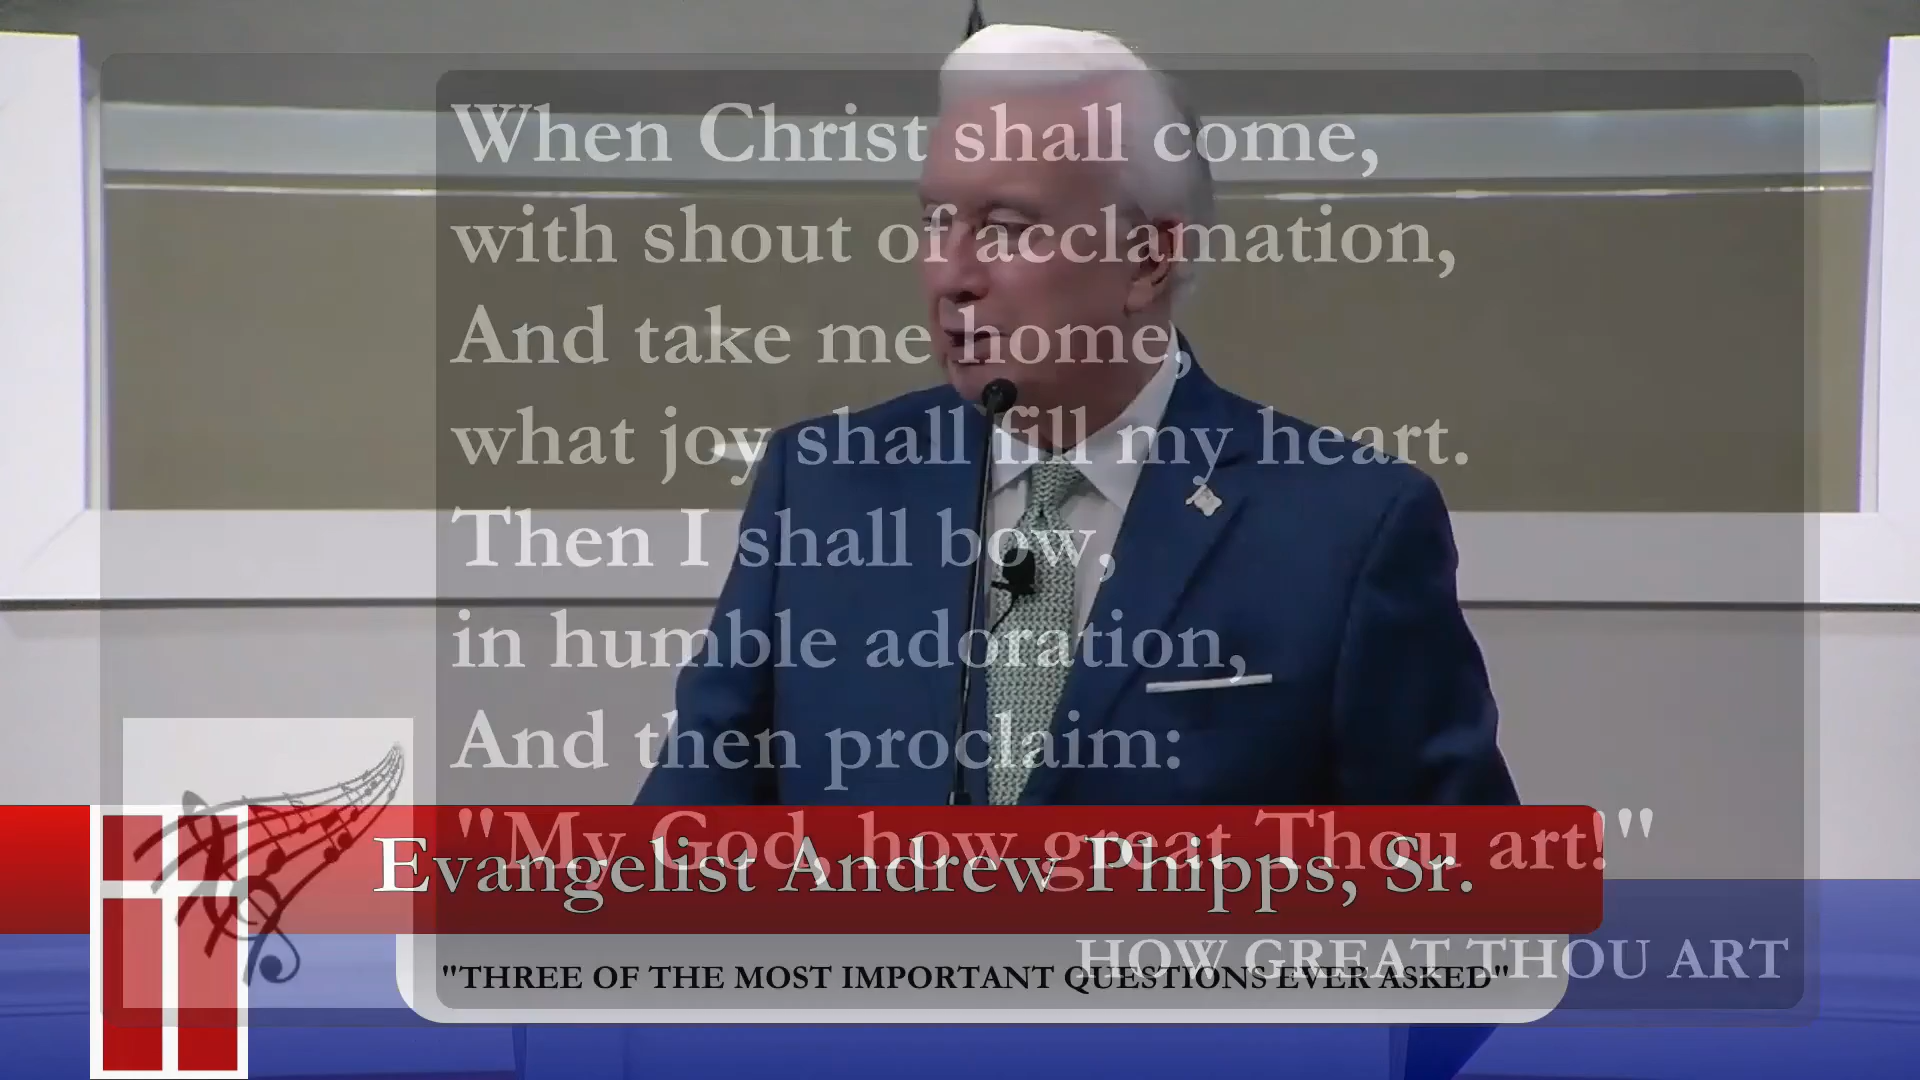 When Christ shall come,
with shout of acclamation,
And take me home,
what joy shall fill my heart.
Then I shall bow,
in humble adoration,
And then proclaim:
"My God, how great Thou art!"
Evangelist Andrew Phipps, Sr.
HOW GREAT THOU ART
"THREE OF THE MOST IMPORTANT QUESTIONS EVER ASKED"